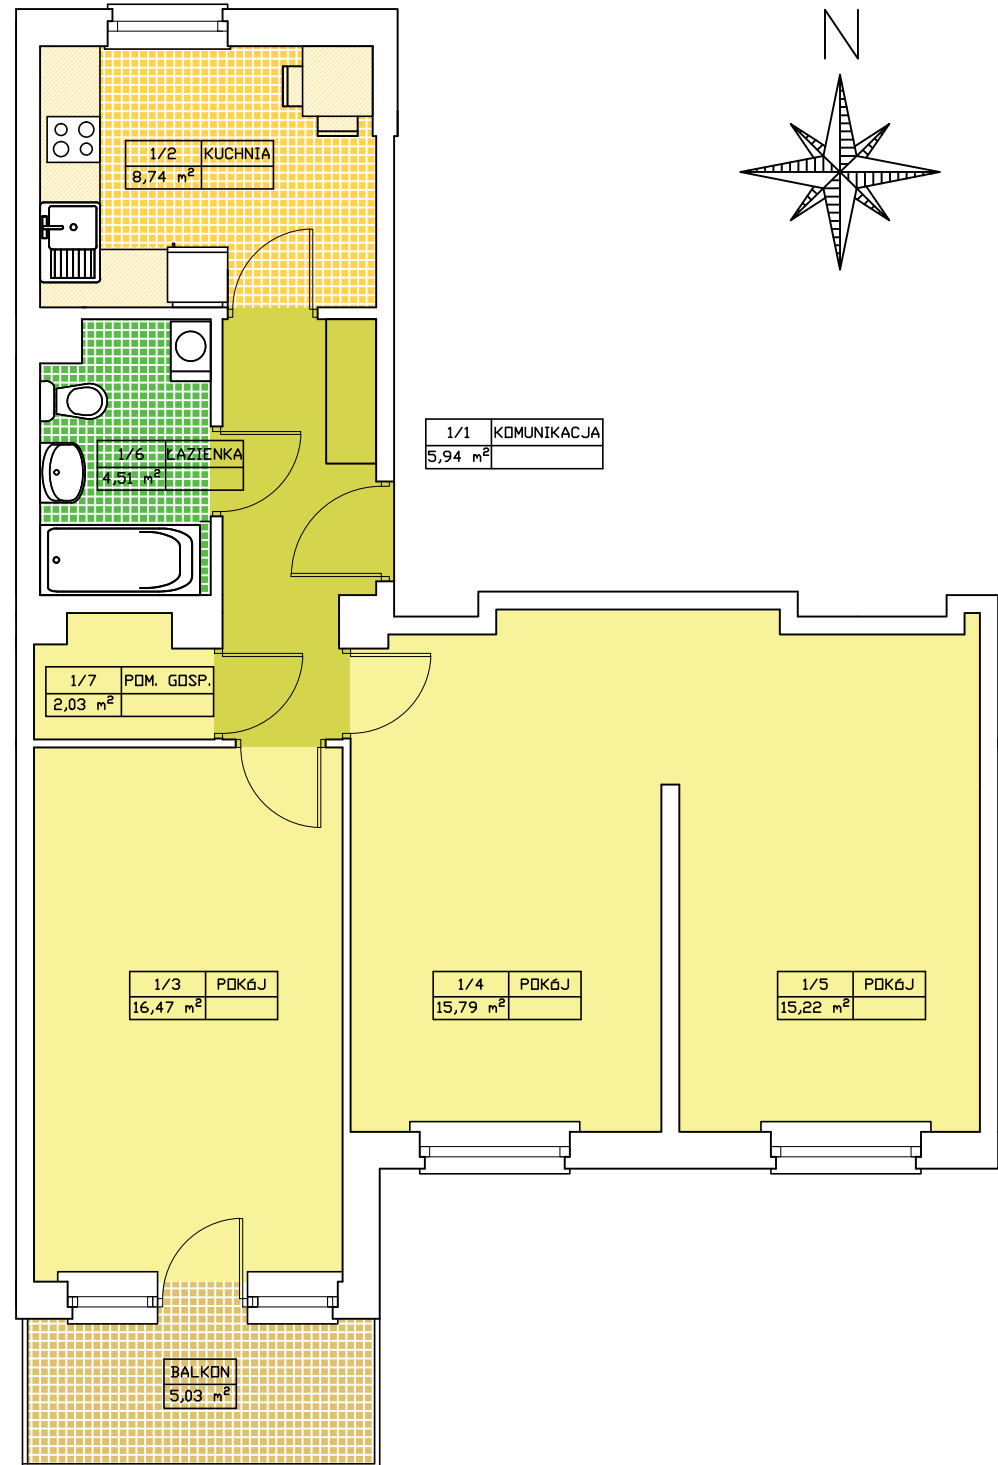 N
1/2 KUCHNIA
8,74 m²
1/1 KOMUNIKACJA
5,94 m²
1/6 ŁAZIENKA
4,51 m²
1/7 POM. GOSP.
2,03 m²
1/3 POKóJ
16,47 m²
1/4 POKóJ
15,79 m²
1/5 POKóJ
15,22 m²
BALKON
5,03 m²